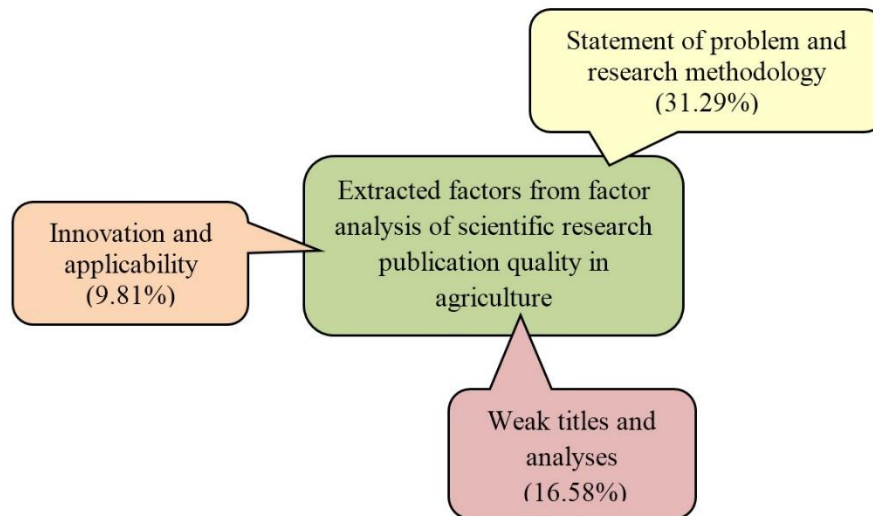 Statement of problem and
research methodology
(31.29%)
Extracted factors from factor
analysis of scientific research
publication quality in
agriculture
Innovation and
applicability
(9.81%)
Weak titles and
analyses
(16.58%)